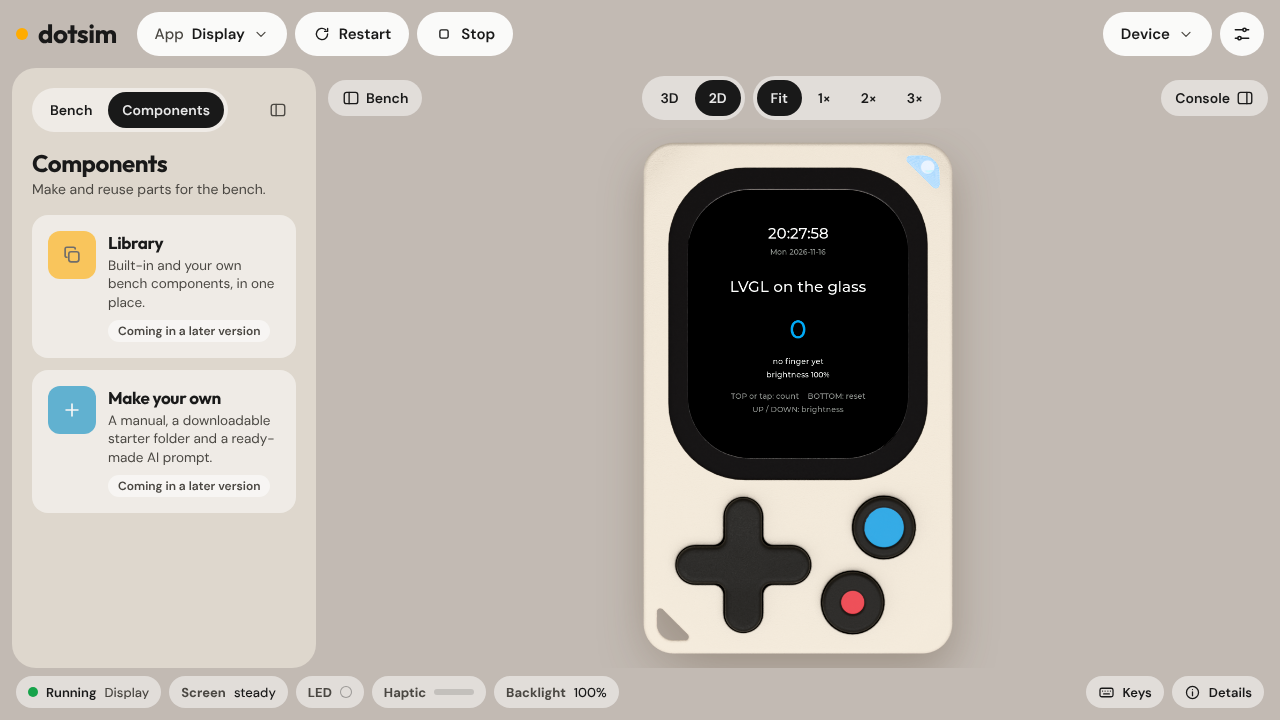 dotsim
App Display
Restart
Stop
Device
Bench
Components
Components
Make and reuse parts for the bench.
Library
Built-in and your own
bench components, in one
place.
Coming in a later version
Make your own
A manual, a downloadable
starter folder and a ready-
made AI prompt.
Coming in a later version
Bench
3D
2D
Fit
1×
2×
3×
Console
20:27:58
Mon 2026-11-16
LVGL on the glass
0
no finger yet
brightness 100%
TOP or tap: count BOTTOM: reset
UP / DOWN: brightness
Running Display
Screen steady
LED
Haptic
Backlight 100%
Keys
Details